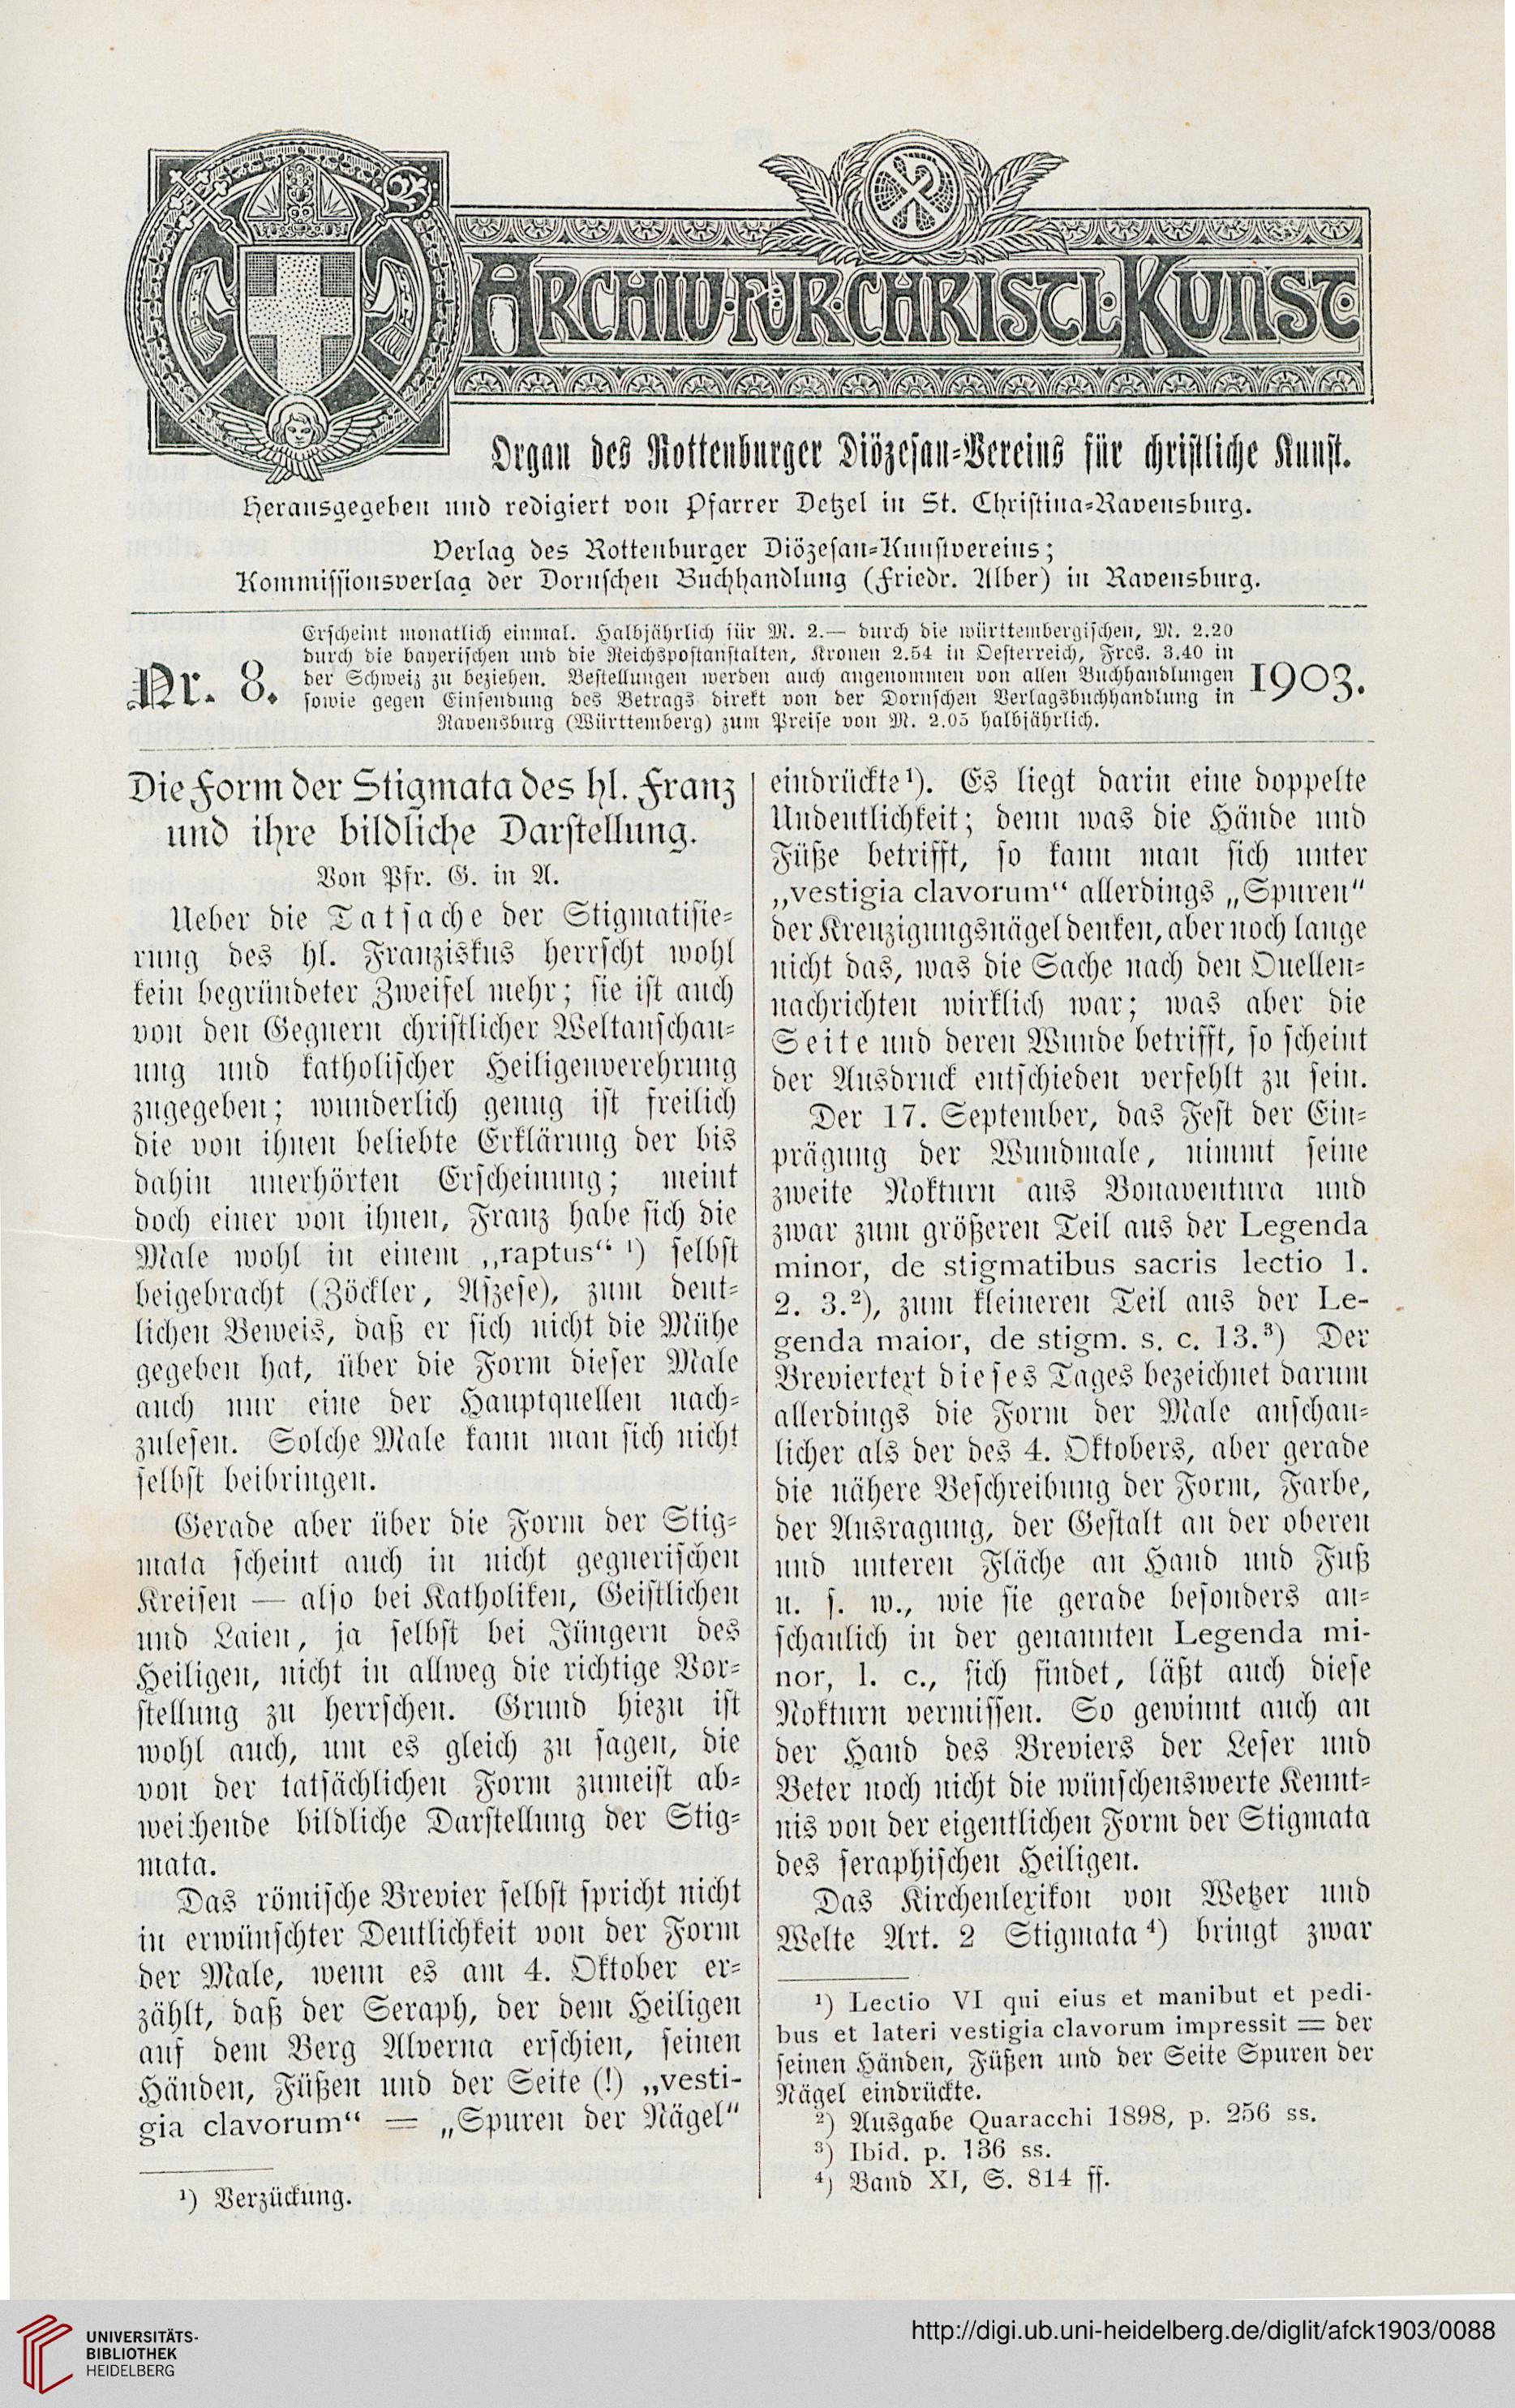 ARCHIV·FÜR·CHRISTL·KUNST·
Organ des Rottenburger Diözesan-Vereins für christliche Kunst.
Herausgegeben und redigiert von Pfarrer Detzel in St. Christina-Ravensburg.
Verlag des Rottenburger Diözesan-Kunstvereins;
Kommissionsverlag der Dornschen Buchhandlung (Friedr. Alber) in Ravensburg.
Nr. 8.
Erscheint monatlich einmal. Halbjährlich für M. 2.— durch die württembergischen, M. 2.20
durch die bayerischen und die Reichspostanstalten, Kronen 2.54 in Oesterreich, Frcs. 3.40 in
der Schweiz zu beziehen. Bestellungen werden auch angenommen von allen Buchhandlungen
sowie gegen Einsendung des Betrags direkt von der Dornschen Verlagsbuchhandlung in
Ravensburg (Württemberg) zum Preise von M. 2.05 halbjährlich.
1903.
Die Form der Stigmata des hl. Franz
und ihre bildliche Darstellung.
Von Pfr. G. in A.
Ueber die Tatsache der Stigmatisie-
rung des hl. Franziskus herrscht wohl
kein begründeter Zweifel mehr; sie ist auch
von den Gegnern christlicher Weltanschau-
ung und katholischer Heiligenverehrung
zugegeben; wunderlich genug ist freilich
die von ihnen beliebte Erklärung der bis
dahin unerhörten Erscheinung; meint
doch einer von ihnen, Franz habe sich die
Male wohl in einem „raptus“ ¹) selbst
beigebracht (Zöckler, Aszese), zum deut-
lichen Beweis, daß er sich nicht die Mühe
gegeben hat, über die Form dieser Male
auch nur eine der Hauptquellen nach-
zulesen. Solche Male kann man sich nicht
selbst beibringen.
Gerade aber über die Form der Stig-
mata scheint auch in nicht gegnerischen
Kreisen — also bei Katholiken, Geistlichen
und Laien, ja selbst bei Jüngern des
Heiligen, nicht in allweg die richtige Vor-
stellung zu herrschen. Grund hiezu ist
wohl auch, um es gleich zu sagen, die
von der tatsächlichen Form zumeist ab-
weichende bildliche Darstellung der Stig-
mata.
Das römische Brevier selbst spricht nicht
in erwünschter Deutlichkeit von der Form
der Male, wenn es am 4. Oktober er-
zählt, daß der Seraph, der dem Heiligen
auf dem Berg Alverna erschien, seinen
Händen, Füßen und der Seite (!) „vesti-
gia clavorum“ = „Spuren der Nägel“
¹) Verzückung.
eindrückte¹). Es liegt darin eine doppelte
Undeutlichkeit; denn was die Hände und
Füße betrifft, so kann man sich unter
„vestigia clavorum“ allerdings „Spuren“
der Kreuzigungsnägel denken, aber noch lange
nicht das, was die Sache nach den Quellen-
nachrichten wirklich war; was aber die
Seite und deren Wunde betrifft, so scheint
der Ausdruck entschieden verfehlt zu sein.
Der 17. September, das Fest der Ein-
prägung der Wundmale, nimmt seine
zweite Nokturn aus Bonaventura und
zwar zum größeren Teil aus der Legenda
minor, de stigmatibus sacris lectio 1.
2. 3.²), zum kleineren Teil aus der Le-
genda maior, de stigm. s. c. 13.³) Der
Breviertext dieses Tages bezeichnet darum
allerdings die Form der Male anschau-
licher als der des 4. Oktobers, aber gerade
die nähere Beschreibung der Form, Farbe,
der Ausragung, der Gestalt an der oberen
und unteren Fläche an Hand und Fuß
u. s. w., wie sie gerade besonders an-
schaulich in der genannten Legenda mi-
nor, l. c., sich findet, läßt auch diese
Nokturn vermissen. So gewinnt auch an
der Hand des Breviers der Leser und
Beter noch nicht die wünschenswerte Kennt-
nis von der eigentlichen Form der Stigmata
des seraphischen Heiligen.
Das Kirchenlexikon von Wetzer und
Welte Art. 2 Stigmata⁴) bringt zwar
¹) Lectio VI qui eius et manibut et pedi-
bus et lateri vestigia clavorum impressit = der
seinen Händen, Füßen und der Seite Spuren der
Nägel eindrückte.
²) Ausgabe Quaracchi 1898, p. 256 ss.
³) Ibid. p. 136 ss.
⁴) Band XI, S. 814 ff.
UNIVERSITÄTS-
BIBLIOTHEK
HEIDELBERG
http://digi.ub.uni-heidelberg.de/diglit/afck1903/0088